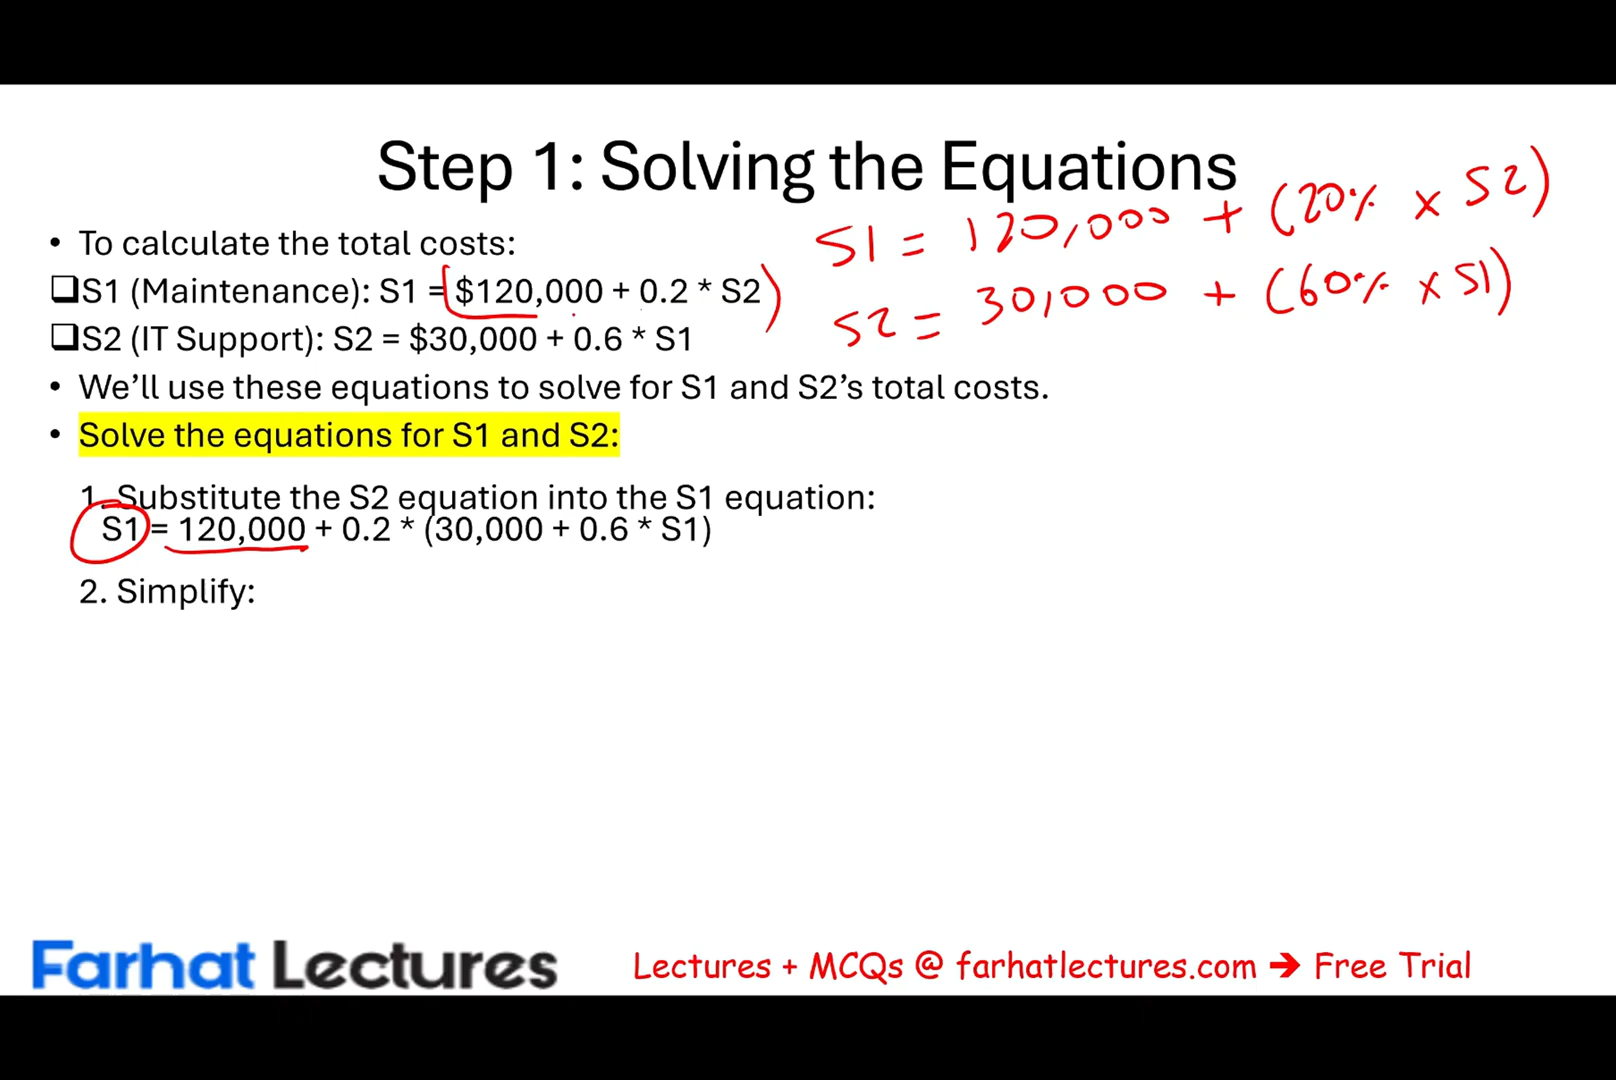 Step 1: Solving the Equations
S1 = 120,000 + (20% x S2)
• To calculate the total costs:
❑S1 (Maintenance): S1 = $120,000 + 0.2 * S2
S2 = 30,000 + (60% x S1)
❑S2 (IT Support): S2 = $30,000 + 0.6 * S1
• We’ll use these equations to solve for S1 and S2’s total costs.
• Solve the equations for S1 and S2:
1. Substitute the S2 equation into the S1 equation:
S1 = 120,000 + 0.2 * (30,000 + 0.6 * S1)
2. Simplify:
Farhat Lectures
Lectures + MCQs @ farhatlectures.com → Free Trial